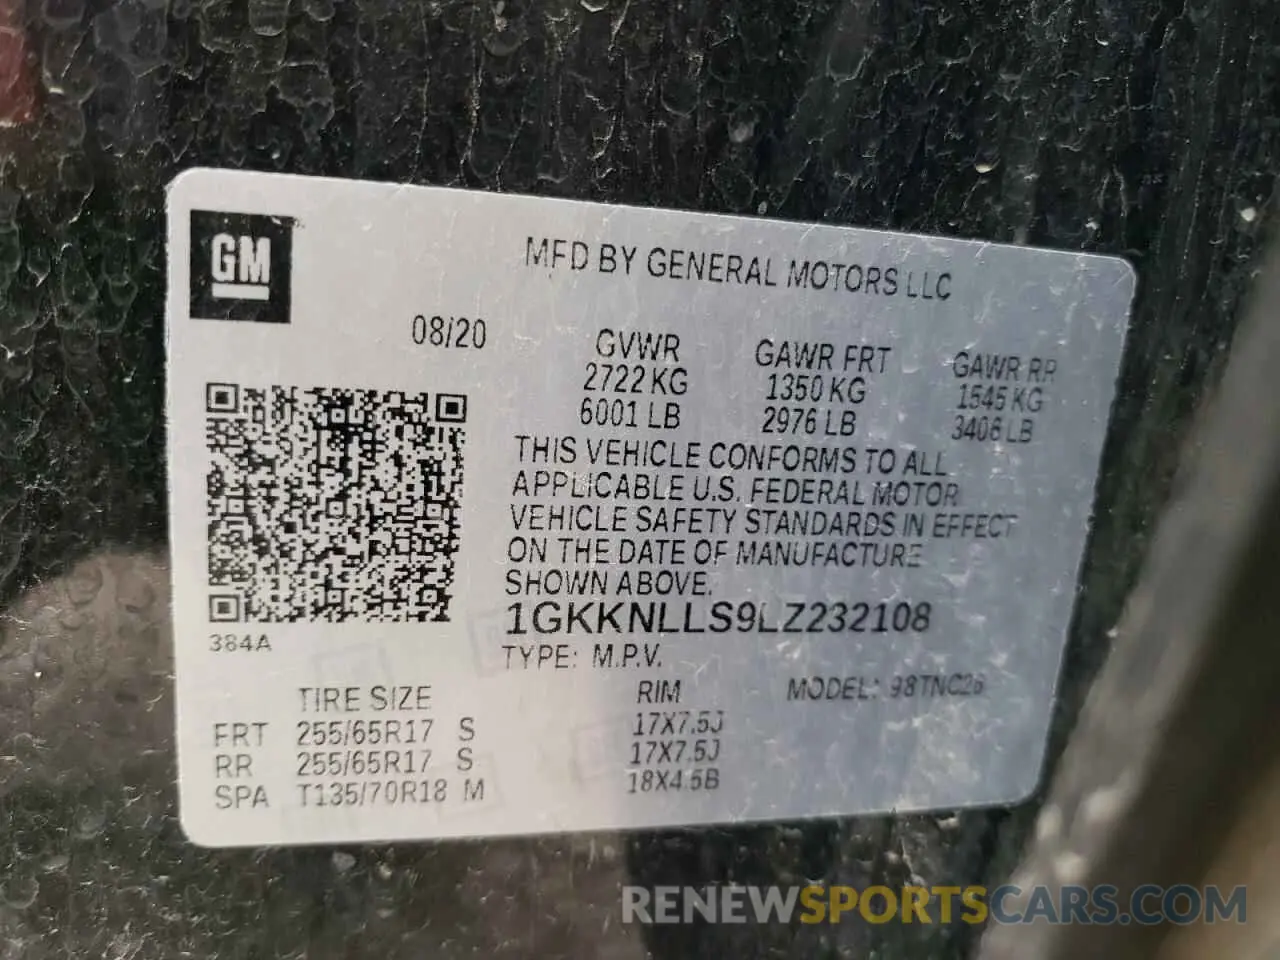 GM
MFD BY GENERAL MOTORS LLC
08/20
GVWR GAWR FRT GAWR RR
2722 KG 1350 KG 1545 KG
6001 LB 2976 LB 3406 LB
THIS VEHICLE CONFORMS TO ALL
APPLICABLE U.S. FEDERAL MOTOR
VEHICLE SAFETY STANDARDS IN EFFECT
ON THE DATE OF MANUFACTURE
SHOWN ABOVE.
1GKKNLLS9LZ232108
384A
TYPE: M.P.V.
TIRE SIZE RIM MODEL: 98TNC26
FRT 255/65R17 S 17X7.5J
RR 255/65R17 S 17X7.5J
SPA T135/70R18 M 18X4.5B
RENEWSPORTSCARS.COM